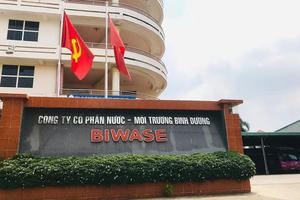 CÔNG TY CỔ PHẦN NƯỚC - MÔI TRƯỜNG BÌNH DƯƠNG
BIWASE